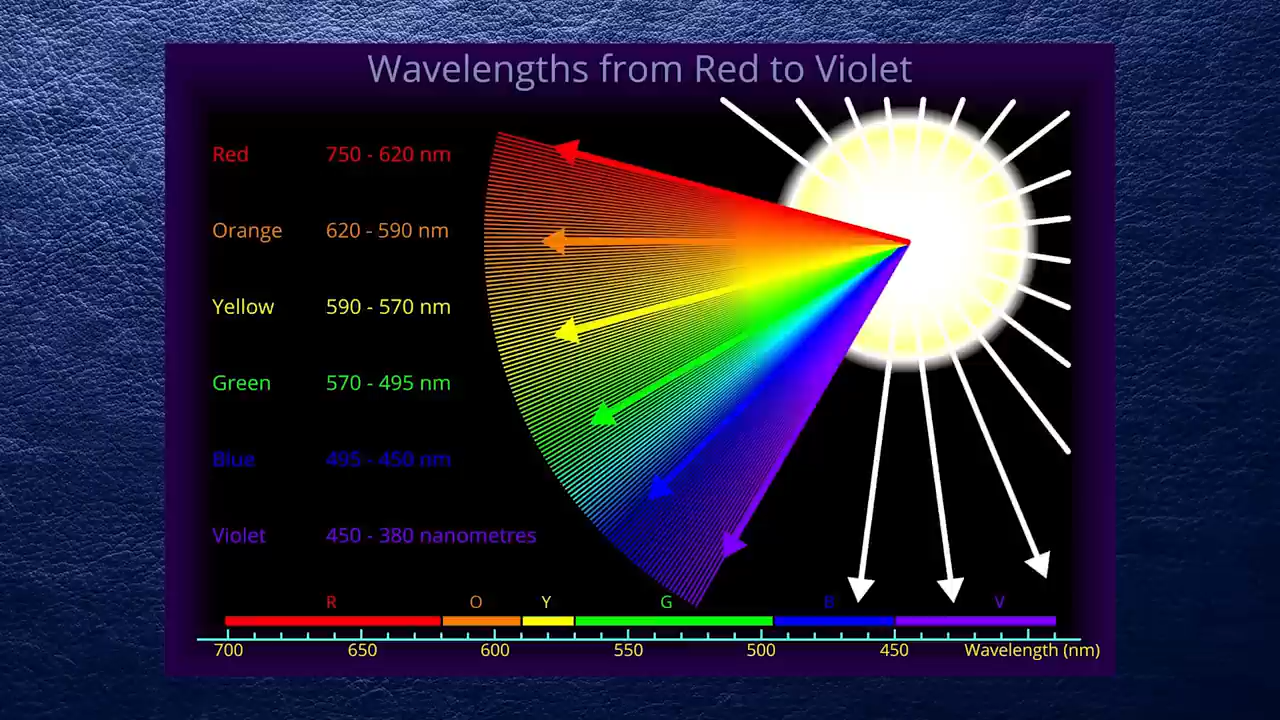 Wavelengths from Red to Violet
Red 750 - 620 nm
Orange 620 - 590 nm
Yellow 590 - 570 nm
Green 570 - 495 nm
Blue 495 - 450 nm
Violet 450 - 380 nanometres
R O Y G B V
700 650 600 550 500 450 Wavelength (nm)